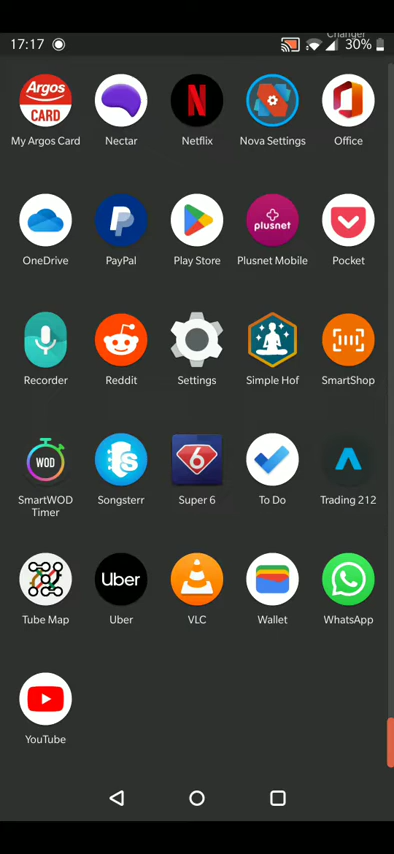 Changer
17:17 30%
Argos
CARD
My Argos Card Nectar Netflix Nova Settings Office
plusnet
OneDrive PayPal Play Store Plusnet Mobile Pocket
Recorder Reddit Settings Simple Hof SmartShop
WOD 6
SmartWOD Timer Songsterr Super 6 To Do Trading 212
Uber
Tube Map Uber VLC Wallet WhatsApp
YouTube